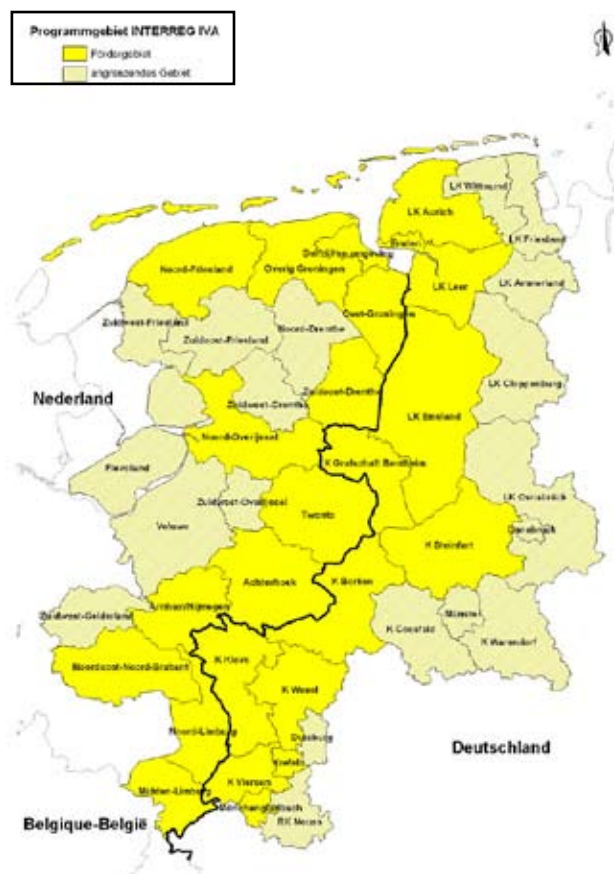 Programmgebiet INTERREG IVA
Fördergebiet
angrenzendes Gebiet
LK Wittmund
LK Aurich
LK Friesland
Emden
Noord-Friesland
Overig Groningen
LK Leer
LK Ammerland
Oost-Groningen
Zuidwest-Friesland
Zuidoost-Friesland
Noord-Drenthe
Nederland
Zuidwest-Drenthe
Zuidoost-Drenthe
LK Cloppenburg
LK Emsland
Noord-Overijssel
K Grafschaft Bentheim
Flevoland
Zuidwest-Overijssel
LK Osnabrück
Veluwe
Twente
Osnabrück
K Steinfurt
Achterhoek
K Borken
Zuidwest-Gelderland
Arnhem/Nijmegen
K Coesfeld
Münster
K Warendorf
Noordoost-Noord-Brabant
K Kleve
K Wesel
Noord-Limburg
Duisburg
Deutschland
Krefeld
K Viersen
Midden-Limburg
Mönchengladbach
Belgique-België
RK Neuss